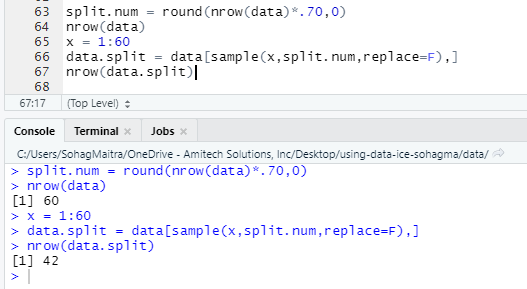 63 split.num = round(nrow(data)*.70,0)
64 nrow(data)
65 x = 1:60
66 data.split = data[sample(x,split.num,replace=F),]
67 nrow(data.split)
68
67:17 (Top Level)
Console Terminal × Jobs ×
C:/Users/SohagMaitra/OneDrive - Amitech Solutions, Inc/Desktop/using-data-ice-sohagma/data/
> split.num = round(nrow(data)*.70,0)
> nrow(data)
[1] 60
> x = 1:60
> data.split = data[sample(x,split.num,replace=F),]
> nrow(data.split)
[1] 42
>